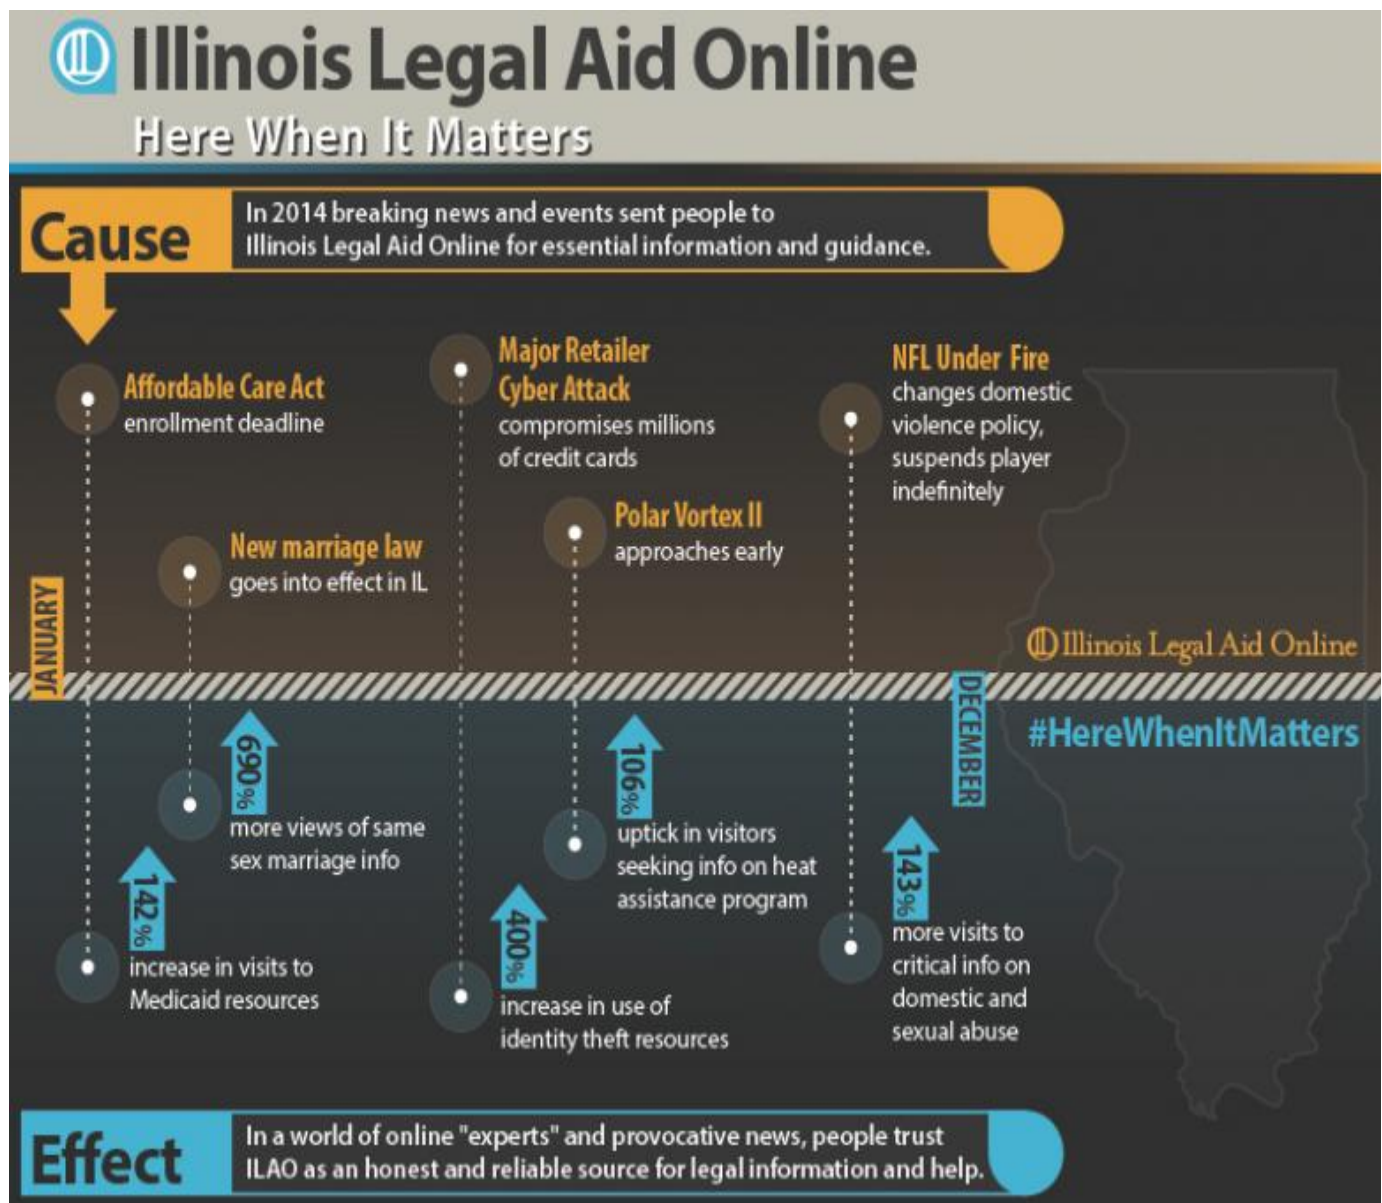 Illinois Legal Aid Online
Here When It Matters
Cause
In 2014 breaking news and events sent people to
Illinois Legal Aid Online for essential information and guidance.
Affordable Care Act
enrollment deadline
New marriage law
goes into effect in IL
Major Retailer
Cyber Attack
compromises millions
of credit cards
Polar Vortex II
approaches early
NFL Under Fire
changes domestic
violence policy,
suspends player
indefinitely
JANUARY
Illinois Legal Aid Online
DECEMBER
#HereWhenItMatters
142%
increase in visits to
Medicaid resources
690%
more views of same
sex marriage info
400%
increase in use of
identity theft resources
106%
uptick in visitors
seeking info on heat
assistance program
143%
more visits to
critical info on
domestic and
sexual abuse
Effect
In a world of online "experts" and provocative news, people trust
ILAO as an honest and reliable source for legal information and help.